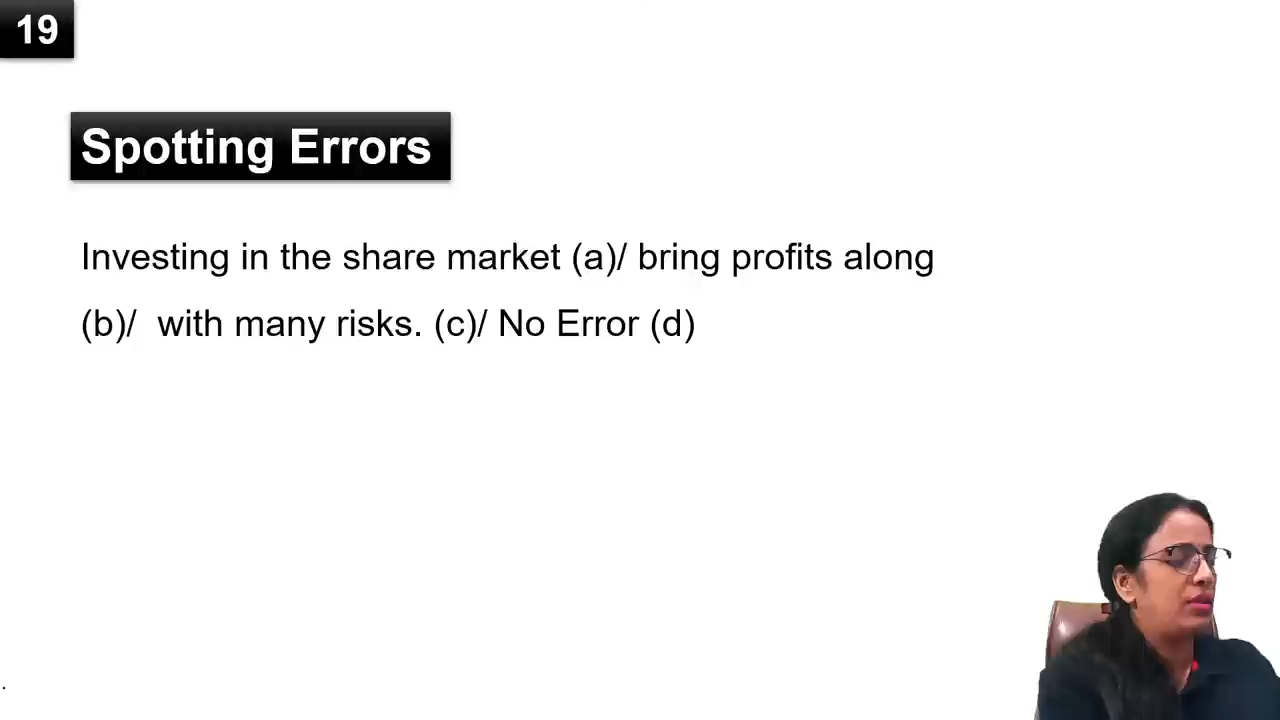 19
Spotting Errors
Investing in the share market (a)/ bring profits along
(b)/ with many risks. (c)/ No Error (d)